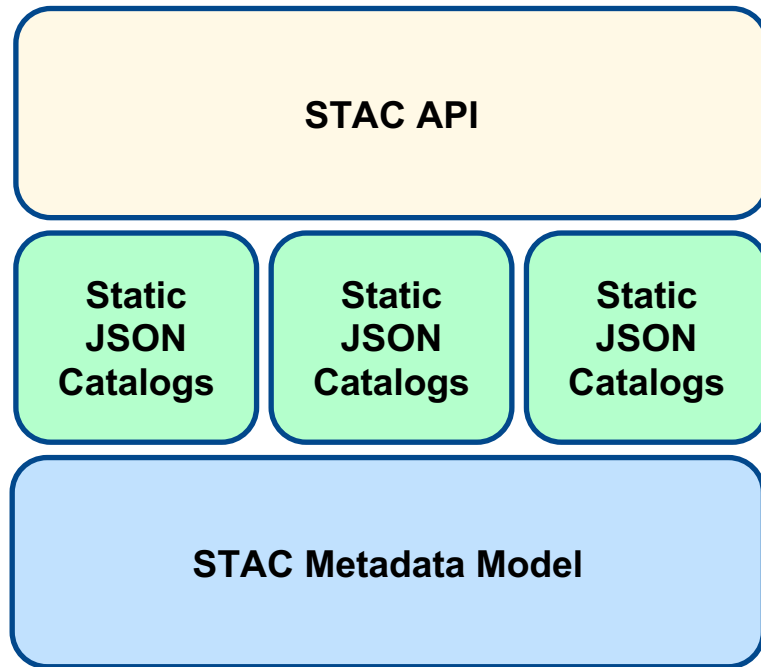 STAC API
Static
JSON
Catalogs
Static
JSON
Catalogs
Static
JSON
Catalogs
STAC Metadata Model